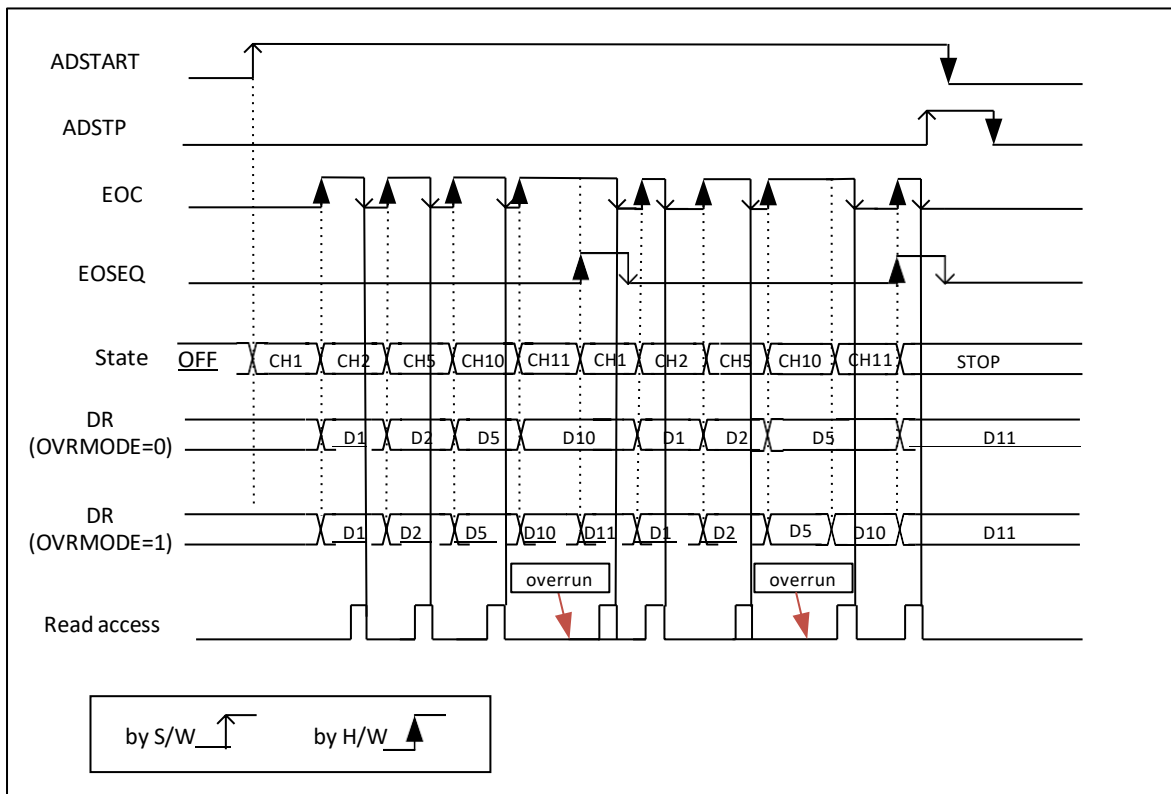 ADSTART
ADSTP
EOC
EOSEQ
State OFF CH1 CH2 CH5 CH10 CH11 CH1 CH2 CH5 CH10 CH11 STOP
DR
(OVRMODE=0)
D1 D2 D5 D10 D1 D2 D5 D11
DR
(OVRMODE=1)
D1 D2 D5 D10 D11 D1 D2 D5 D10 D11
overrun overrun
Read access
by S/W by H/W